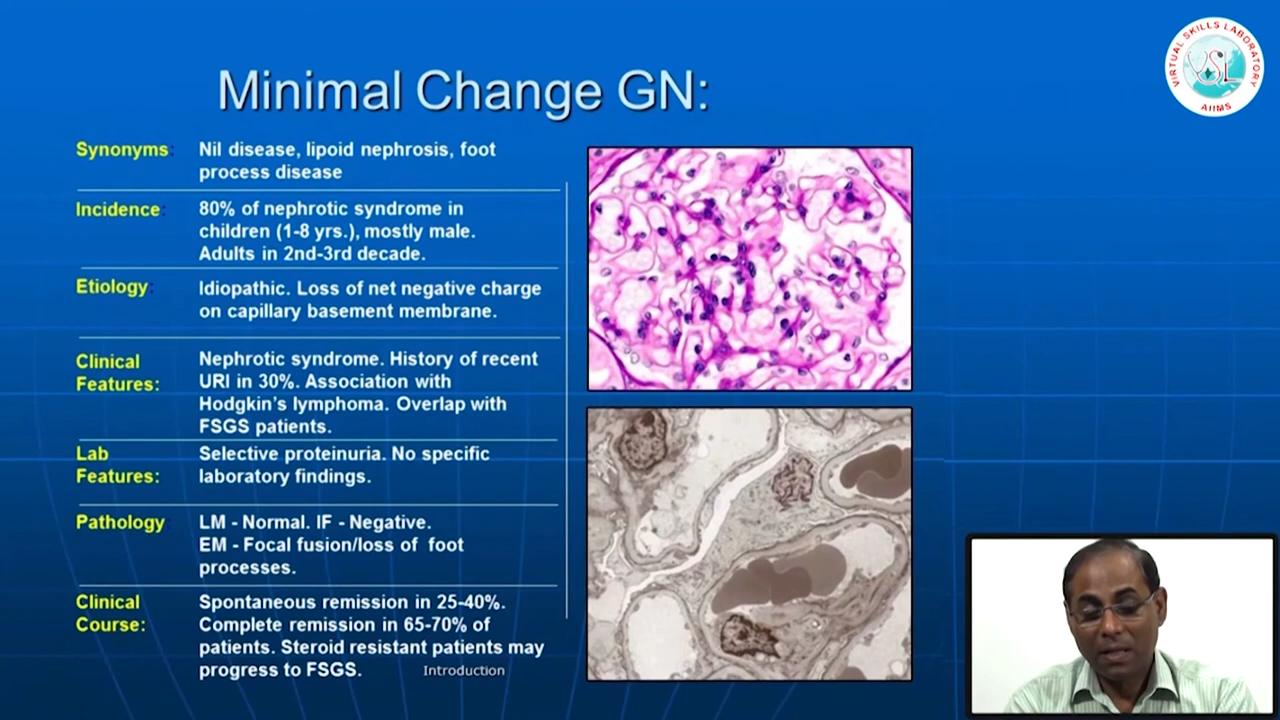 VIRTUAL SKILLS LABORATORY
VSL
AIIMS
Minimal Change GN:
Synonyms: Nil disease, lipoid nephrosis, foot
process disease
Incidence: 80% of nephrotic syndrome in
children (1-8 yrs.), mostly male.
Adults in 2nd-3rd decade.
Etiology: Idiopathic. Loss of net negative charge
on capillary basement membrane.
Clinical
Features:
Nephrotic syndrome. History of recent
URI in 30%. Association with
Hodgkin's lymphoma. Overlap with
FSGS patients.
Lab
Features:
Selective proteinuria. No specific
laboratory findings.
Pathology: LM - Normal. IF - Negative.
EM - Focal fusion/loss of foot
processes.
Clinical
Course:
Spontaneous remission in 25-40%.
Complete remission in 65-70% of
patients. Steroid resistant patients may
progress to FSGS.
Introduction